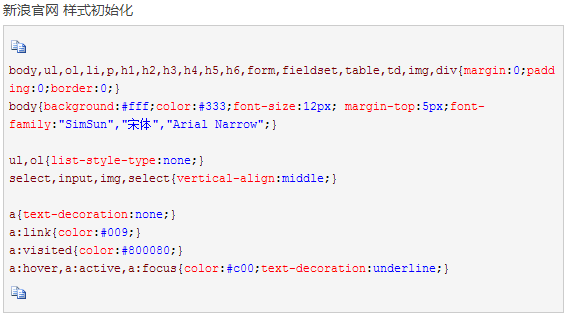 新浪官网 样式初始化
body,ul,ol,li,p,h1,h2,h3,h4,h5,h6,form,fieldset,table,td,img,div{margin:0;padd
ing:0;border:0;}
body{background:#fff;color:#333;font-size:12px; margin-top:5px;font-
family:"SimSun","宋体","Arial Narrow";}
ul,ol{list-style-type:none;}
select,input,img,select{vertical-align:middle;}
a{text-decoration:none;}
a:link{color:#009;}
a:visited{color:#800080;}
a:hover,a:active,a:focus{color:#c00;text-decoration:underline;}